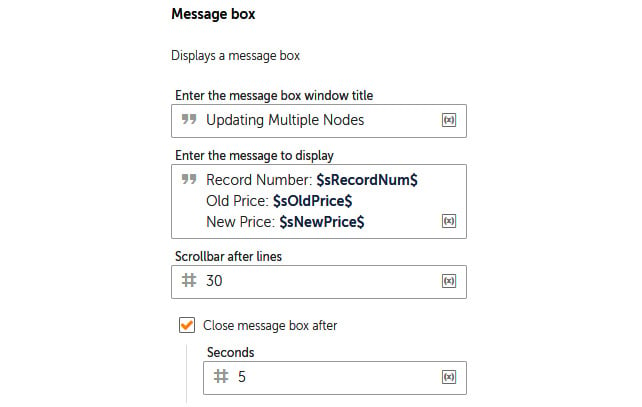 Message box
Displays a message box
Enter the message box window title
Updating Multiple Nodes
(x)
Enter the message to display
Record Number: $sRecordNum$
Old Price: $sOldPrice$
New Price: $sNewPrice$
(x)
Scrollbar after lines
# 30
(x)
Close message box after
Seconds
# 5
(x)